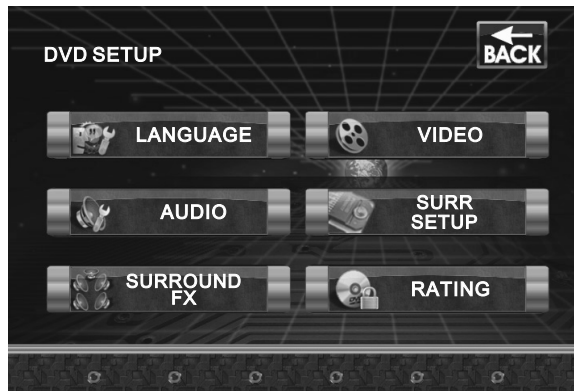 DVD SETUP
BACK
LANGUAGE
VIDEO
AUDIO
SURR
SETUP
SURROUND
FX
RATING